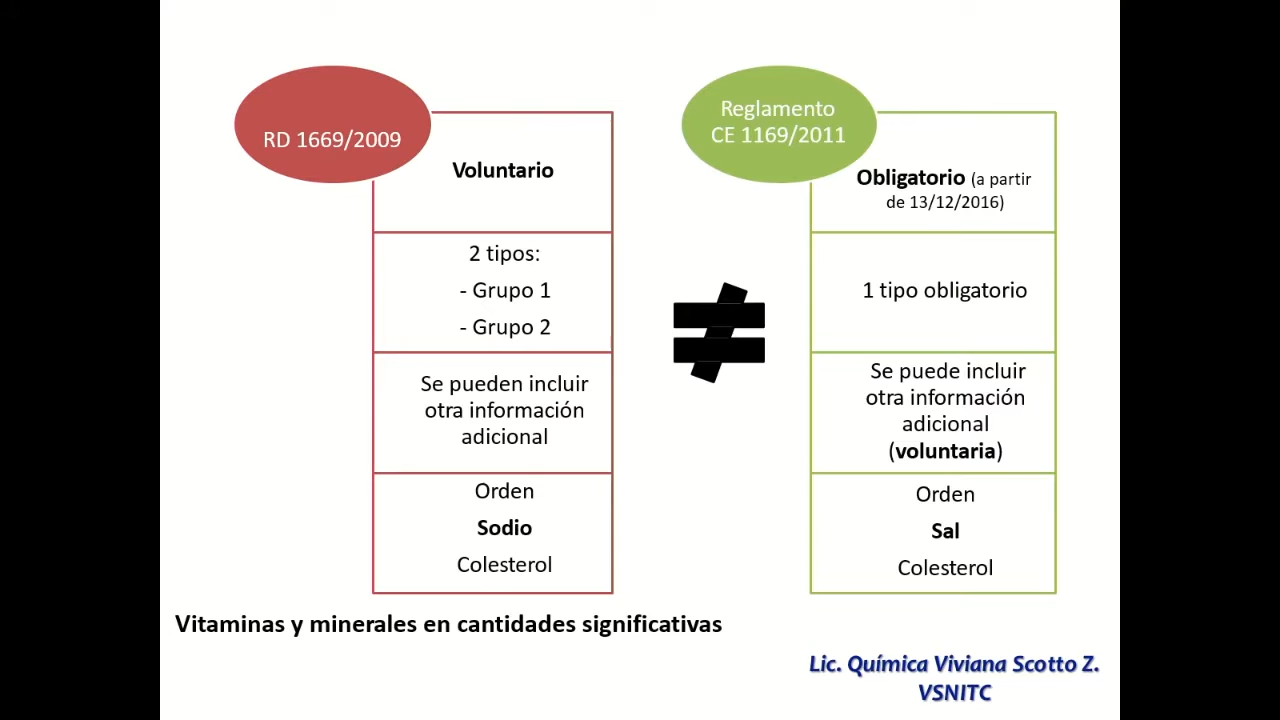 RD 1669/2009
Voluntario
2 tipos:
- Grupo 1
- Grupo 2
Se pueden incluir
otra información
adicional
Orden
Sodio
Colesterol
Reglamento
CE 1169/2011
Obligatorio (a partir
de 13/12/2016)
1 tipo obligatorio
Se puede incluir
otra información
adicional
(voluntaria)
Orden
Sal
Colesterol
Vitaminas y minerales en cantidades significativas
Lic. Química Viviana Scotto Z.
VSNITC